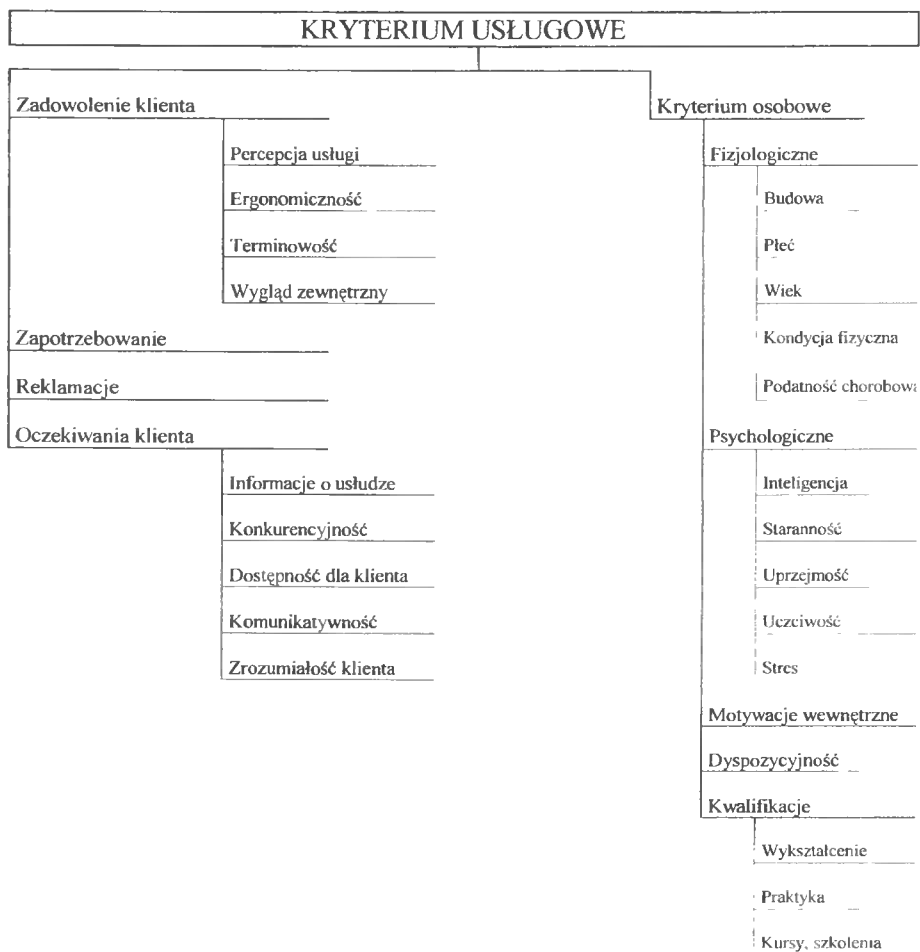 KRYTERIUM USŁUGOWE
Zadowolenie klienta
Percepcja usługi
Ergonomiczność
Terminowość
Wygląd zewnętrzny
Zapotrzebowanie
Reklamacje
Oczekiwania klienta
Informacje o usłudze
Konkurencyjność
Dostępność dla klienta
Komunikatywność
Zrozumiałość klienta
Kryterium osobowe
Fizjologiczne
Budowa
Płeć
Wiek
Kondycja fizyczna
Podatność chorobowa
Psychologiczne
Inteligencja
Staranność
Uprzejmość
Uczciwość
Stres
Motywacje wewnętrzne
Dyspozycyjność
Kwalifikacje
Wykształcenie
Praktyka
Kursy, szkolenia